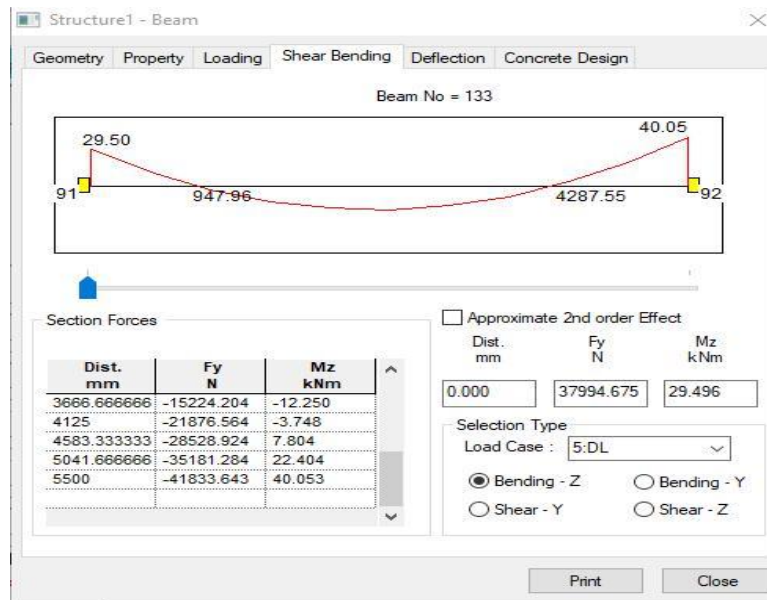 Structure1 - Beam
Geometry Property Loading Shear Bending Deflection Concrete Design
Beam No = 133
29.50
40.05
91
947.96
4287.55
92
Section Forces
Dist. mm Fy N Mz kNm
3666.666666 -15224.204 -12.250
4125 -21876.564 -3.748
4583.333333 -28528.924 7.804
5041.666666 -35181.284 22.404
5500 -41833.643 40.053
Approximate 2nd order Effect
Dist. Fy Mz
mm N kNm
0.000 37994.675 29.496
Selection Type
Load Case : 5:DL
Bending - Z Bending - Y
Shear - Y Shear - Z
Print Close